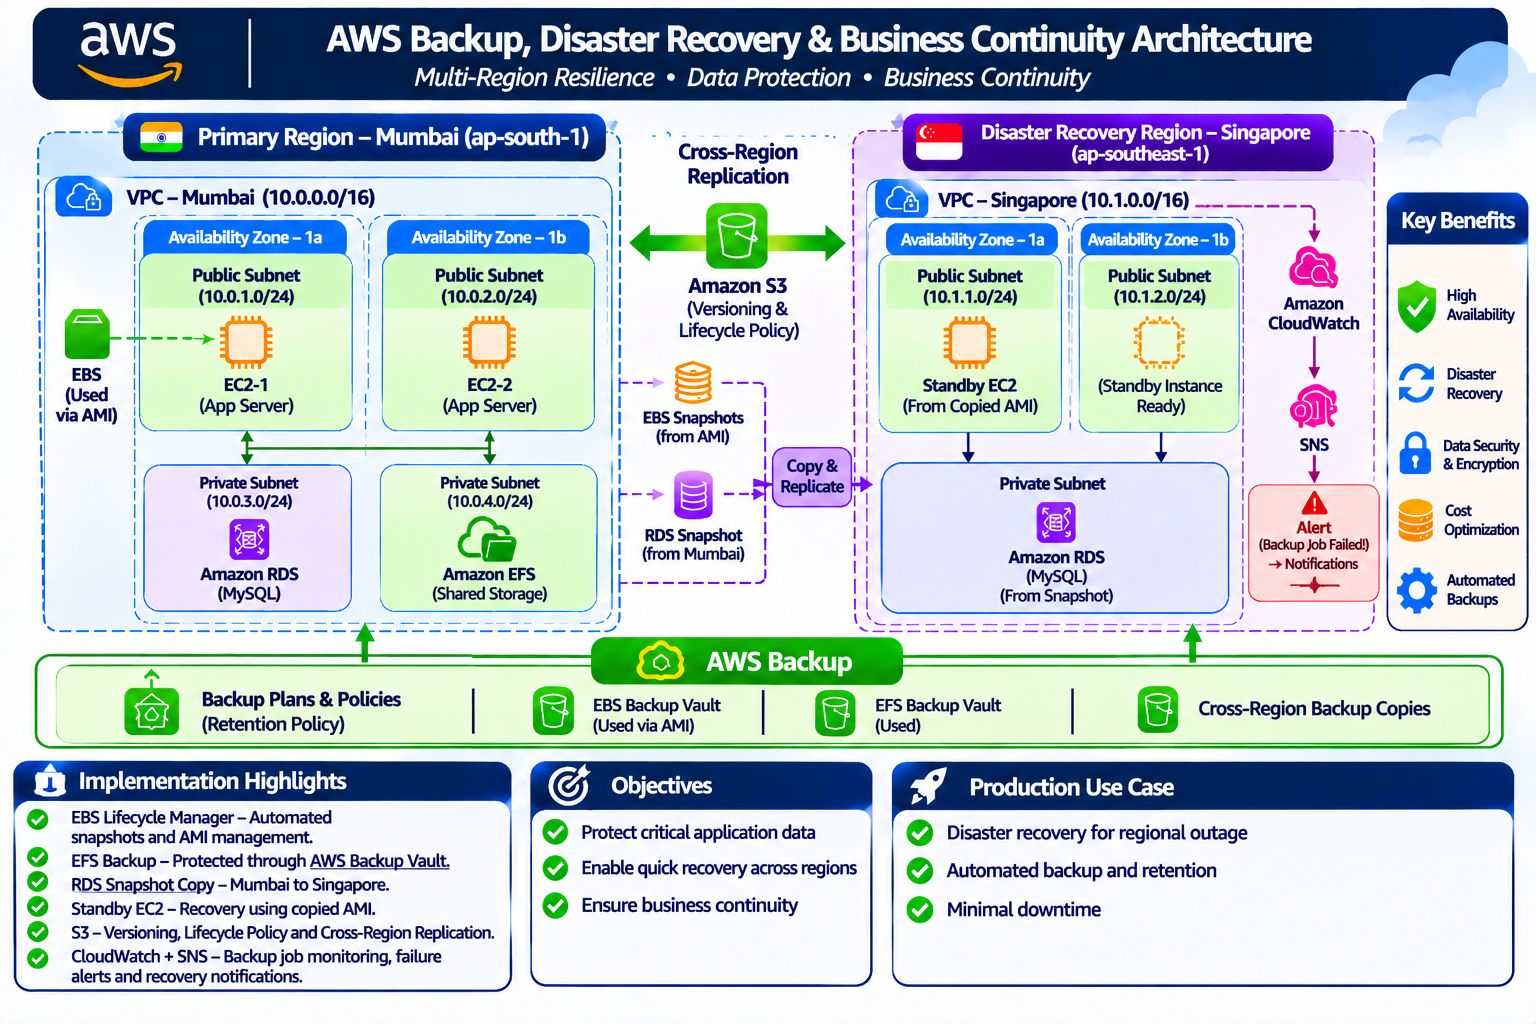 aws
AWS Backup, Disaster Recovery & Business Continuity Architecture
Multi-Region Resilience • Data Protection • Business Continuity
Primary Region – Mumbai (ap-south-1)
VPC – Mumbai (10.0.0.0/16)
Availability Zone – 1a
Public Subnet
(10.0.1.0/24)
EC2-1
(App Server)
Availability Zone – 1b
Public Subnet
(10.0.2.0/24)
EC2-2
(App Server)
EBS
(Used
via AMI)
Private Subnet
(10.0.3.0/24)
Amazon RDS
(MySQL)
Private Subnet
(10.0.4.0/24)
Amazon EFS
(Shared Storage)
Cross-Region
Replication
Amazon S3
(Versioning &
Lifecycle Policy)
EBS Snapshots
(from AMI)
RDS Snapshot
(from Mumbai)
Copy &
Replicate
Disaster Recovery Region – Singapore
(ap-southeast-1)
VPC – Singapore (10.1.0.0/16)
Availability Zone – 1a
Public Subnet
(10.1.1.0/24)
Standby EC2
(From Copied AMI)
Availability Zone – 1b
Public Subnet
(10.1.2.0/24)
(Standby Instance
Ready)
Private Subnet
Amazon RDS
(MySQL)
(From Snapshot)
Amazon
CloudWatch
SNS
Alert
(Backup Job Failed!)
→ Notifications
Key Benefits
High
Availability
Disaster
Recovery
Data Security
& Encryption
Cost
Optimization
Automated
Backups
AWS Backup
Backup Plans & Policies
(Retention Policy)
EBS Backup Vault
(Used via AMI)
EFS Backup Vault
(Used)
Cross-Region Backup Copies
Implementation Highlights
EBS Lifecycle Manager – Automated
snapshots and AMI management.
EFS Backup – Protected through AWS Backup Vault.
RDS Snapshot Copy – Mumbai to Singapore.
Standby EC2 – Recovery using copied AMI.
S3 – Versioning, Lifecycle Policy and Cross-Region Replication.
CloudWatch + SNS – Backup job monitoring, failure
alerts and recovery notifications.
Objectives
Protect critical application data
Enable quick recovery across regions
Ensure business continuity
Production Use Case
Disaster recovery for regional outage
Automated backup and retention
Minimal downtime